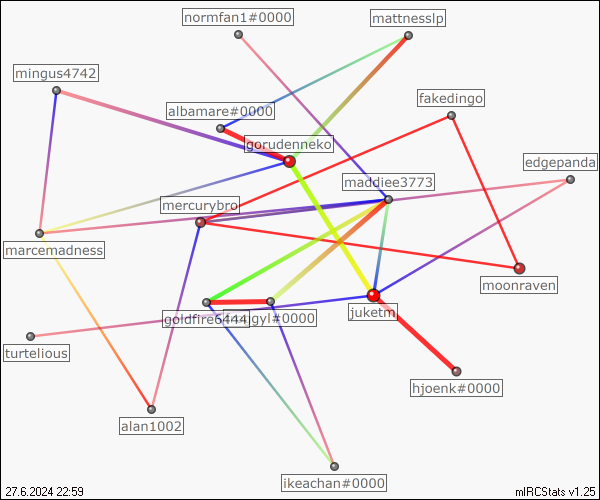 normfan1#0000
mattnesslp
mingus4742
fakedingo
albamare#0000
gorudenneko
edgepanda
maddiee3773
mercurybro
marcemadness
moonraven
juketm
goldfire6444
#0000
turtelious
hjoenk#0000
alan1002
ikeachan#0000
27.6.2024 22:59
mIRCStats v1.25